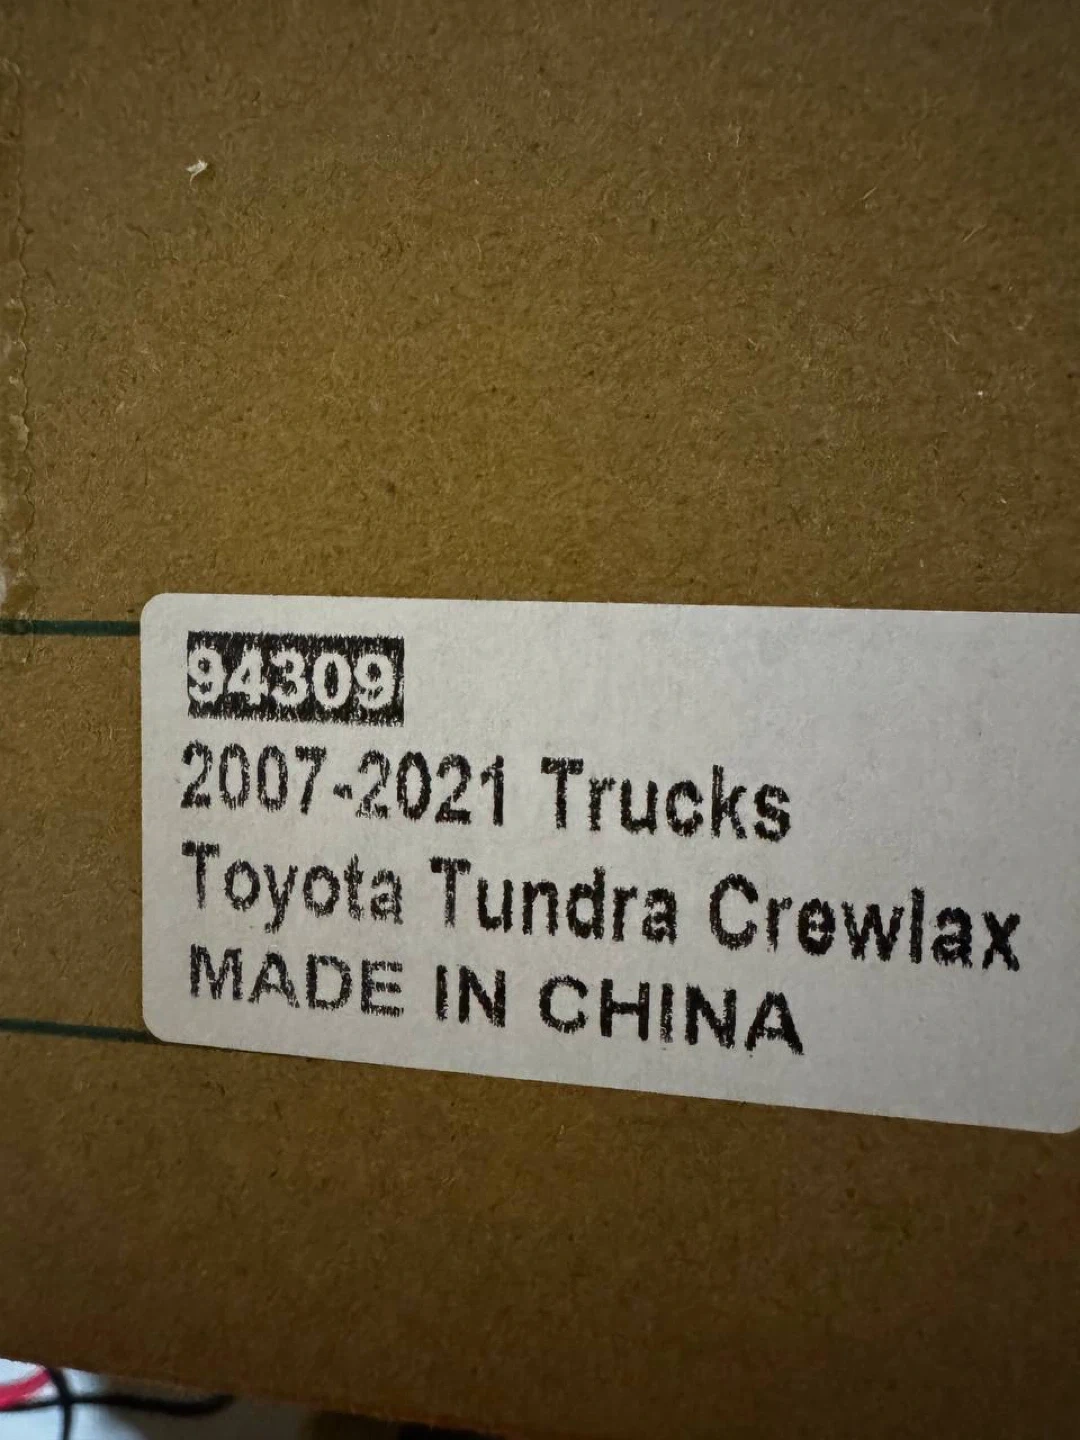 94309
2007-2021 Trucks
Toyota Tundra Crewlax
MADE IN CHINA